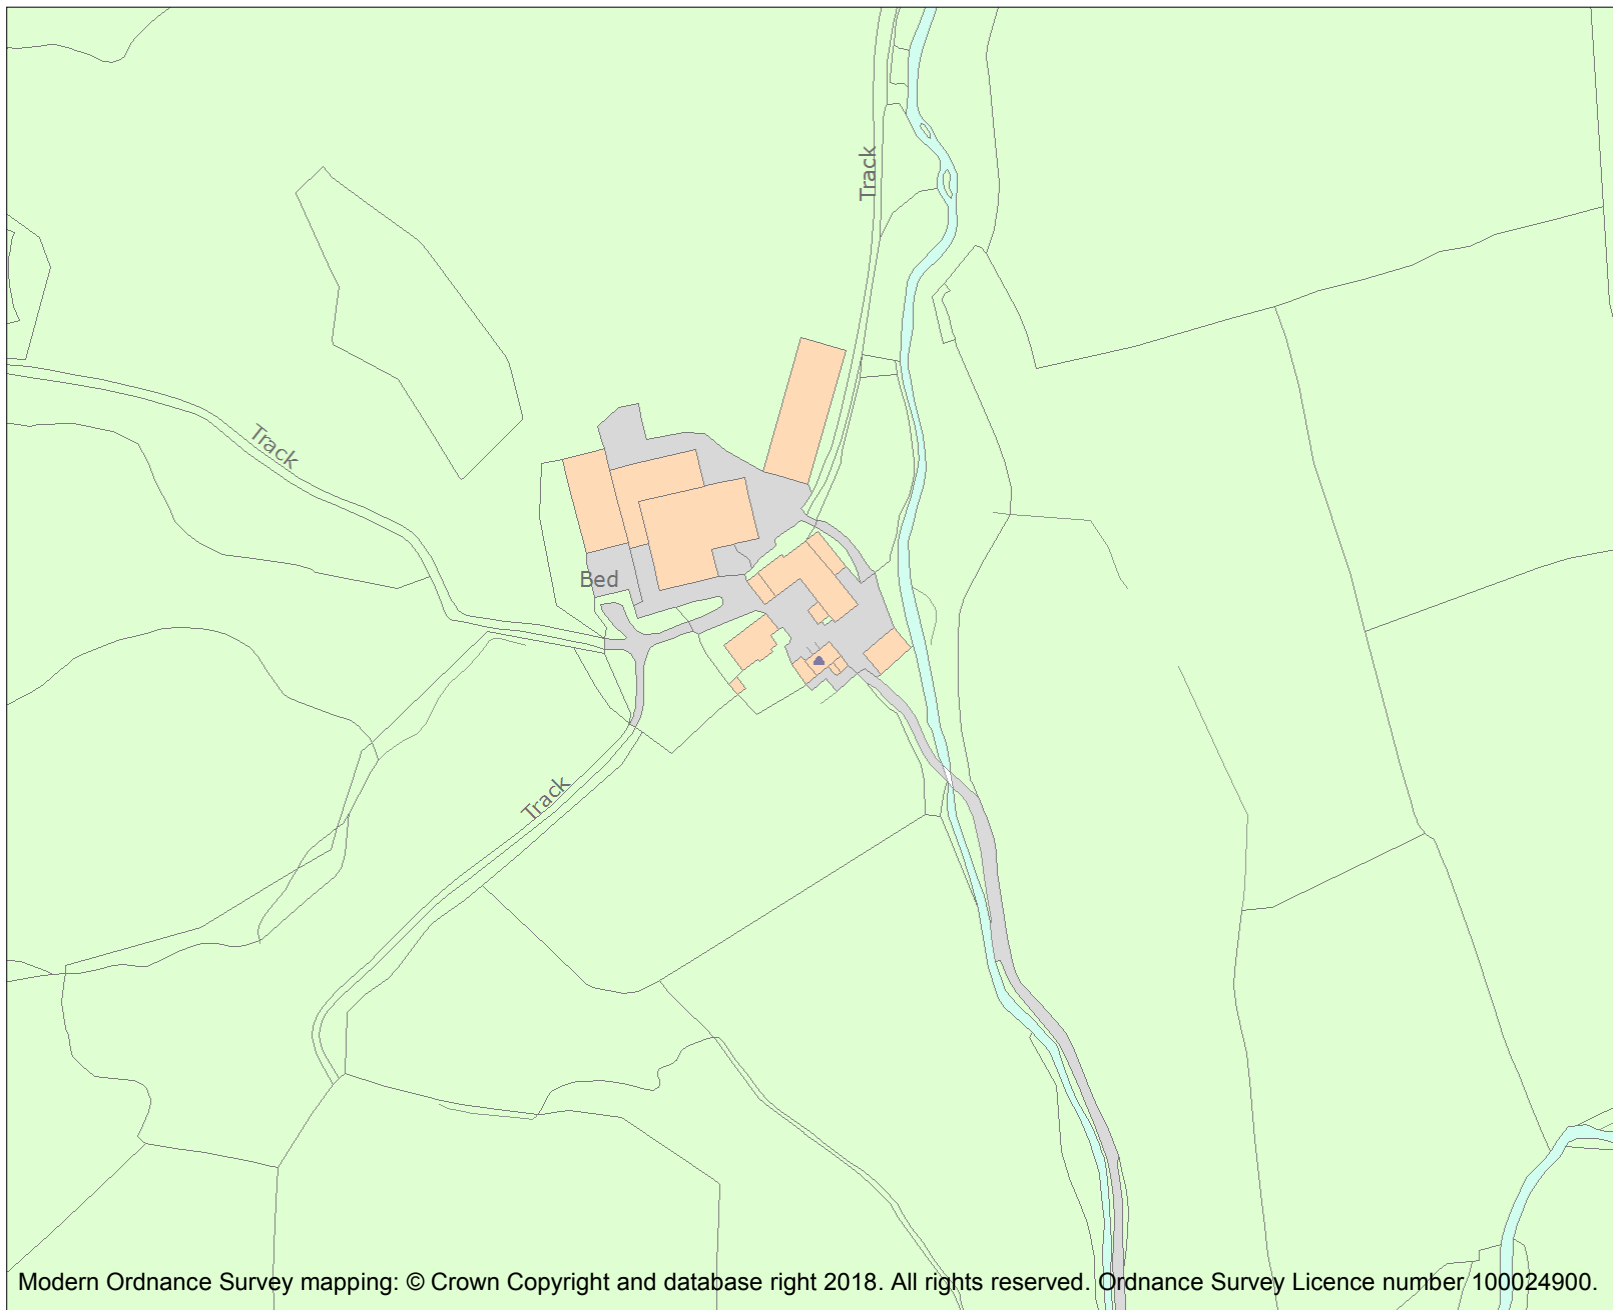 Track
Track
Bed
Track
Modern Ordnance Survey mapping: © Crown Copyright and database right 2018. All rights reserved. Ordnance Survey Licence number 100024900.